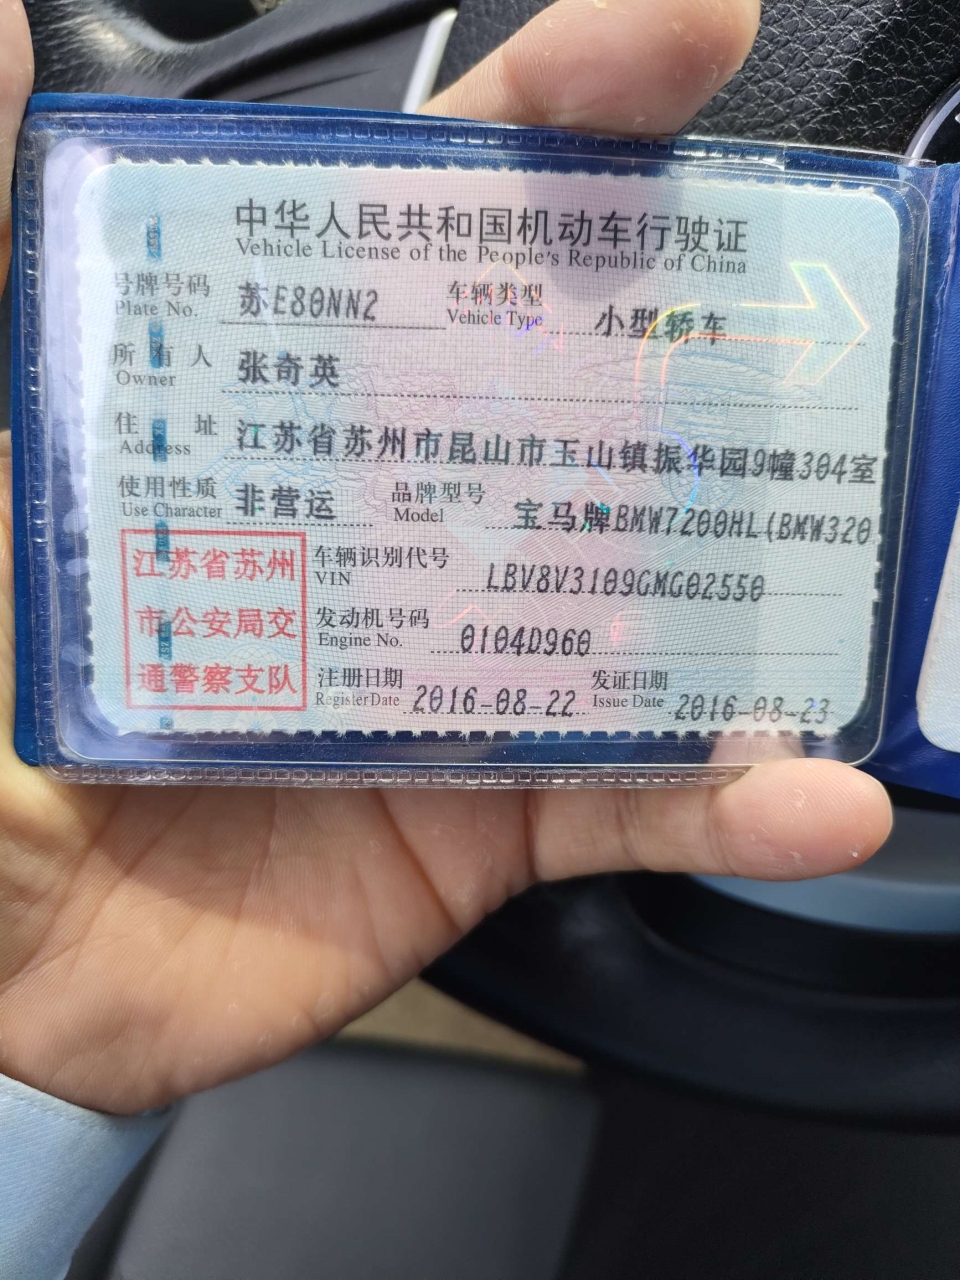 中华人民共和国机动车行驶证
Vehicle License of the People's Republic of China
号牌号码 苏E80NN2 车辆类型 小型轿车
Plate No. Vehicle Type
所有人 张奇英
Owner
住址 江苏省苏州市昆山市玉山镇振华园9幢304室
Address
使用性质 非营运 品牌型号 宝马牌BMW7200HL(BMW320
Use Character Model
江苏省苏州
市公安局交
通警察支队
车辆识别代号 LBV8V3109GMG02550
VIN
发动机号码 0104D960
Engine No.
注册日期 2016-08-22 发证日期 2016-08-23
Register Date Issue Date